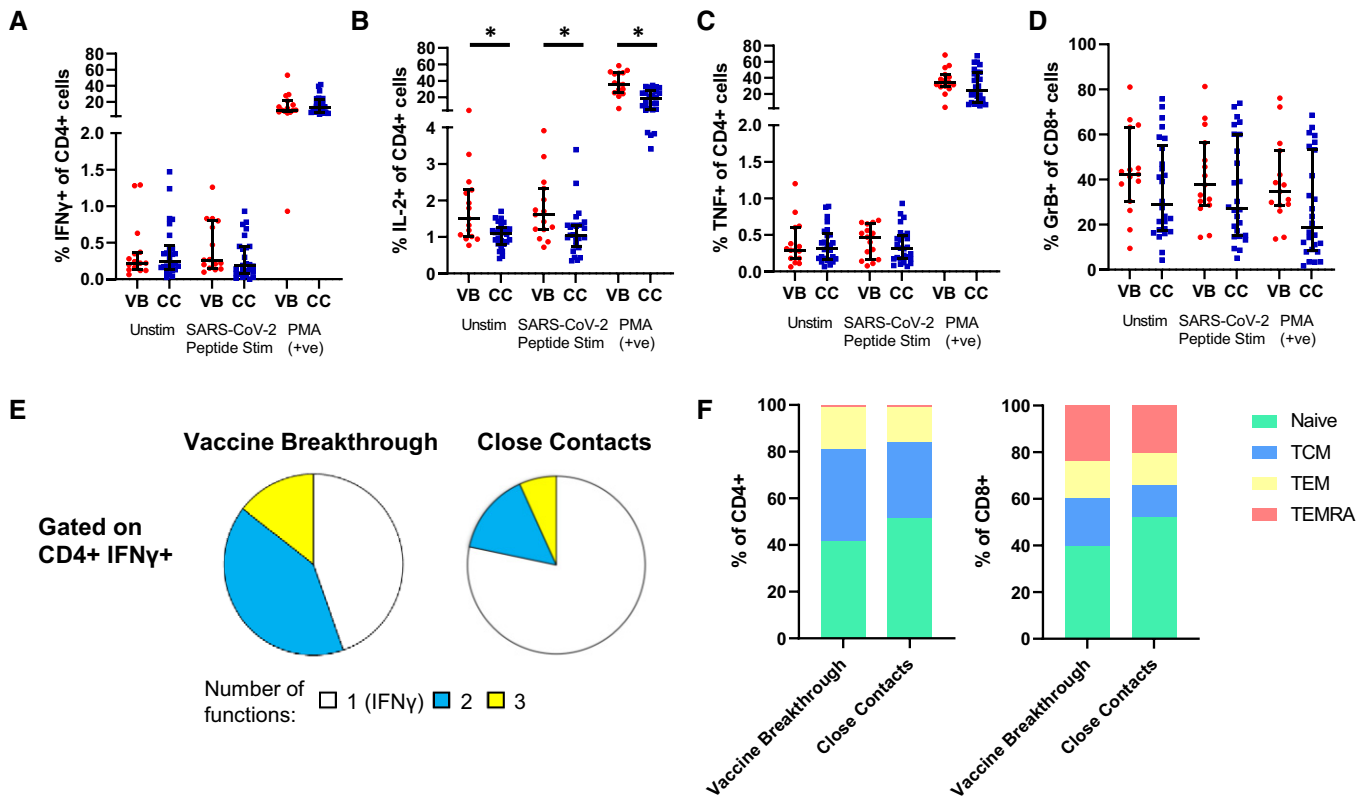 A
% IFNγ+ of CD4+ cells
80
60
40
20
2.0
1.5
1.0
0.5
0.0
VB CC VB CC VB CC
Unstim
SARS-CoV-2
Peptide Stim
PMA
(+ve)
B
* * *
% IL-2+ of CD4+ cells
80
60
40
20
4
3
2
1
0
VB CC VB CC VB CC
Unstim
SARS-CoV-2
Peptide Stim
PMA
(+ve)
C
% TNF+ of CD4+ cells
80
60
40
20
2.0
1.5
1.0
0.5
0.0
VB CC VB CC VB CC
Unstim
SARS-CoV-2
Peptide Stim
PMA
(+ve)
D
% GrB+ of CD8+ cells
100
80
60
40
20
0
VB CC VB CC VB CC
Unstim
SARS-CoV-2
Peptide Stim
PMA
(+ve)
E
Vaccine Breakthrough
Close Contacts
Gated on
CD4+ IFNγ+
Number of
functions:
1 (IFNγ) 2 3
F
% of CD4+
100
80
60
40
20
0
Vaccine Breakthrough
Close Contacts
% of CD8+
100
80
60
40
20
0
Vaccine Breakthrough
Close Contacts
Naive
TCM
TEM
TEMRA